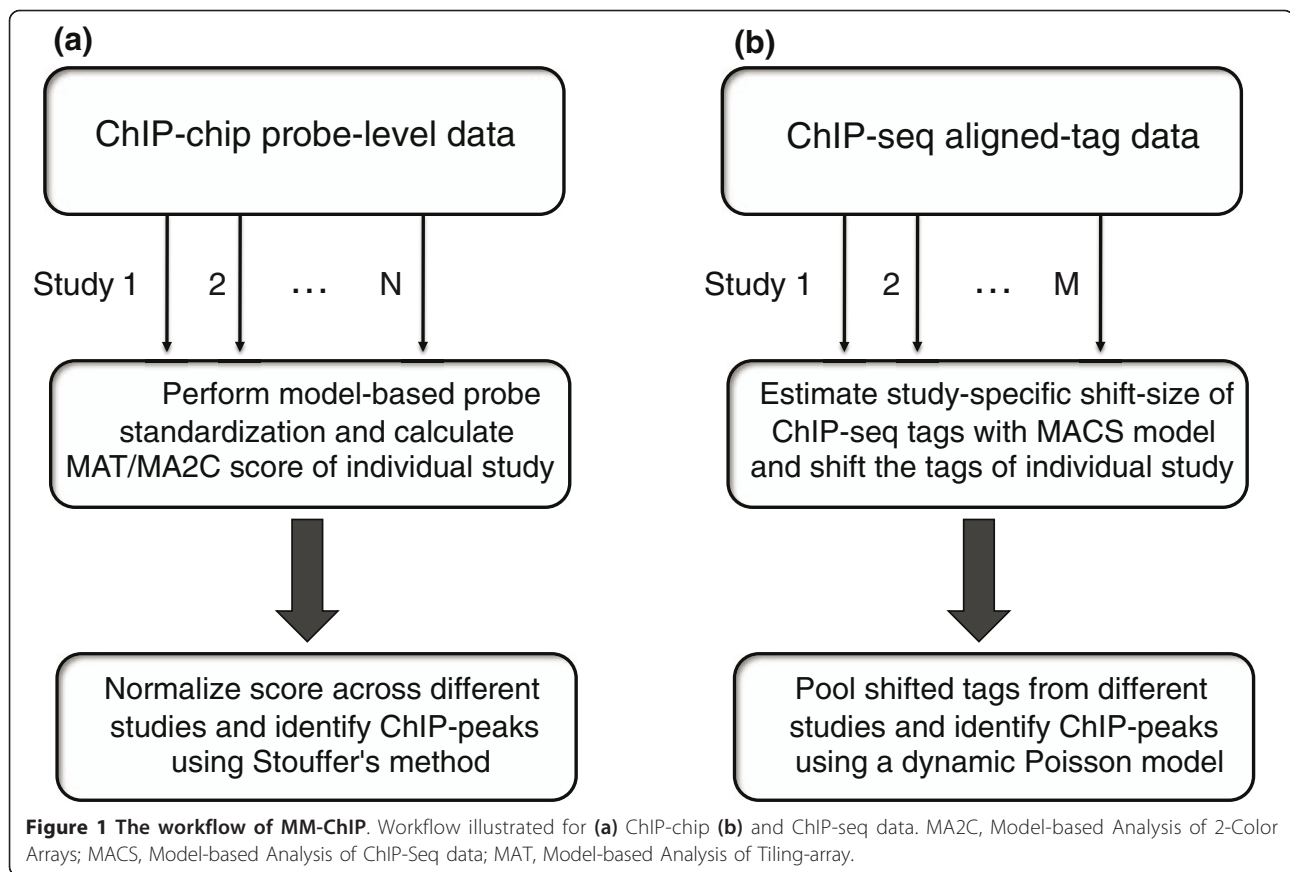 (a)
ChIP-chip probe-level data
Study 1 2 ... N
Perform model-based probe
standardization and calculate
MAT/MA2C score of individual study
Normalize score across different
studies and identify ChIP-peaks
using Stouffer's method
(b)
ChIP-seq aligned-tag data
Study 1 2 ... M
Estimate study-specific shift-size of
ChIP-seq tags with MACS model
and shift the tags of individual study
Pool shifted tags from different
studies and identify ChIP-peaks
using a dynamic Poisson model
Figure 1 The workflow of MM-ChIP. Workflow illustrated for (a) ChIP-chip (b) and ChIP-seq data. MA2C, Model-based Analysis of 2-Color
Arrays; MACS, Model-based Analysis of ChIP-Seq data; MAT, Model-based Analysis of Tiling-array.